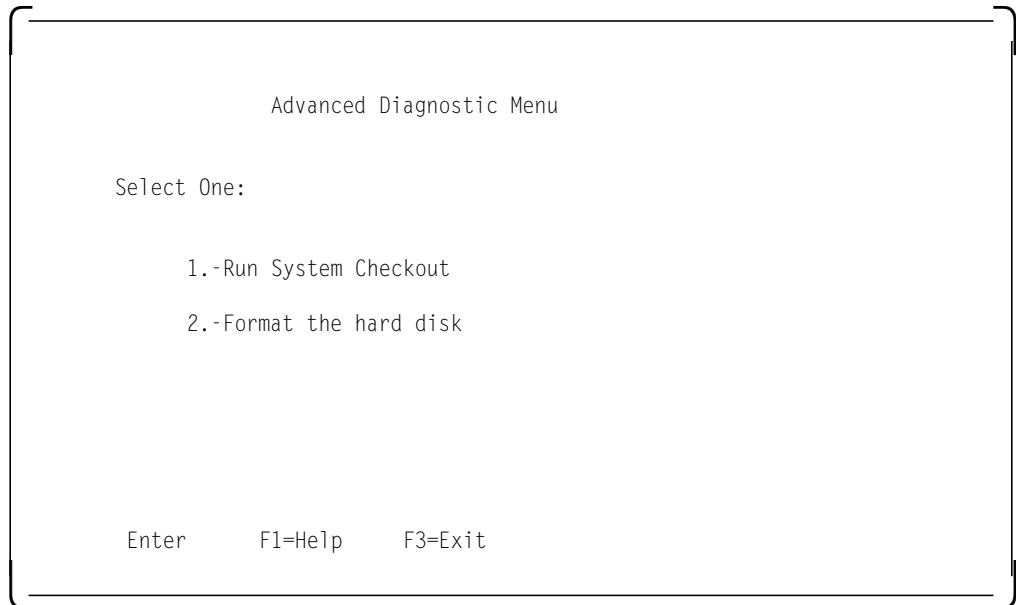 Advanced Diagnostic Menu
Select One:
1.-Run System Checkout
2.-Format the hard disk
Enter F1=Help F3=Exit